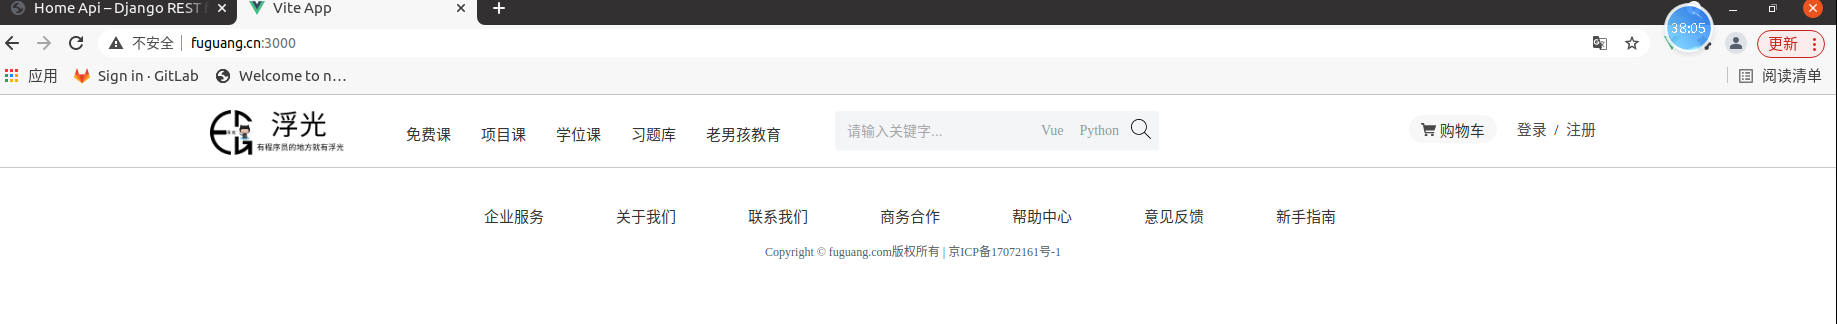 Home Api – Django REST f
Vite App
38:05
不安全 fuguang.cn:3000
更新
应用 Sign in · GitLab Welcome to n…
阅读清单
浮光
有程序员的地方就有浮光
免费课 项目课 学位课 习题库 老男孩教育
请输入关键字... Vue Python
购物车 登录 / 注册
企业服务 关于我们 联系我们 商务合作 帮助中心 意见反馈 新手指南
Copyright © fuguang.com版权所有 | 京ICP备17072161号-1